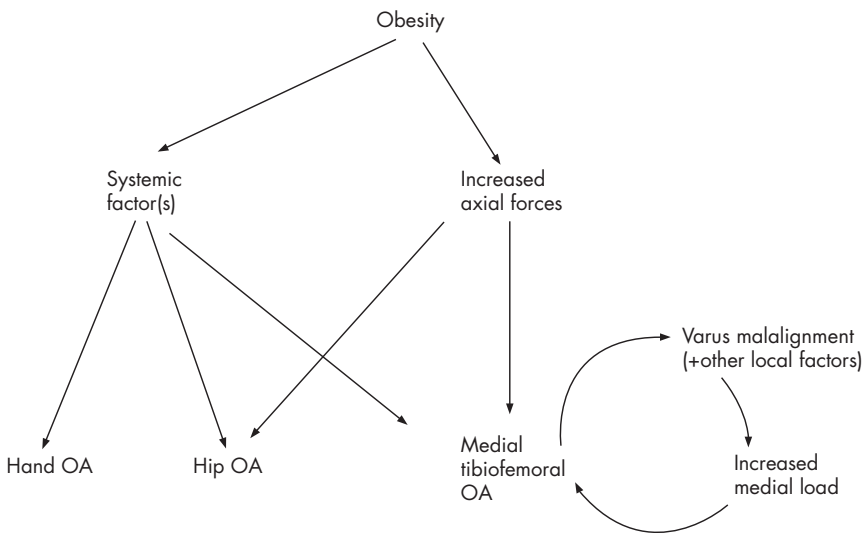 Obesity
Systemic
factor(s)
Increased
axial forces
Varus malalignment
(+other local factors)
Hand OA
Hip OA
Medial
tibiofemoral
OA
Increased
medial load